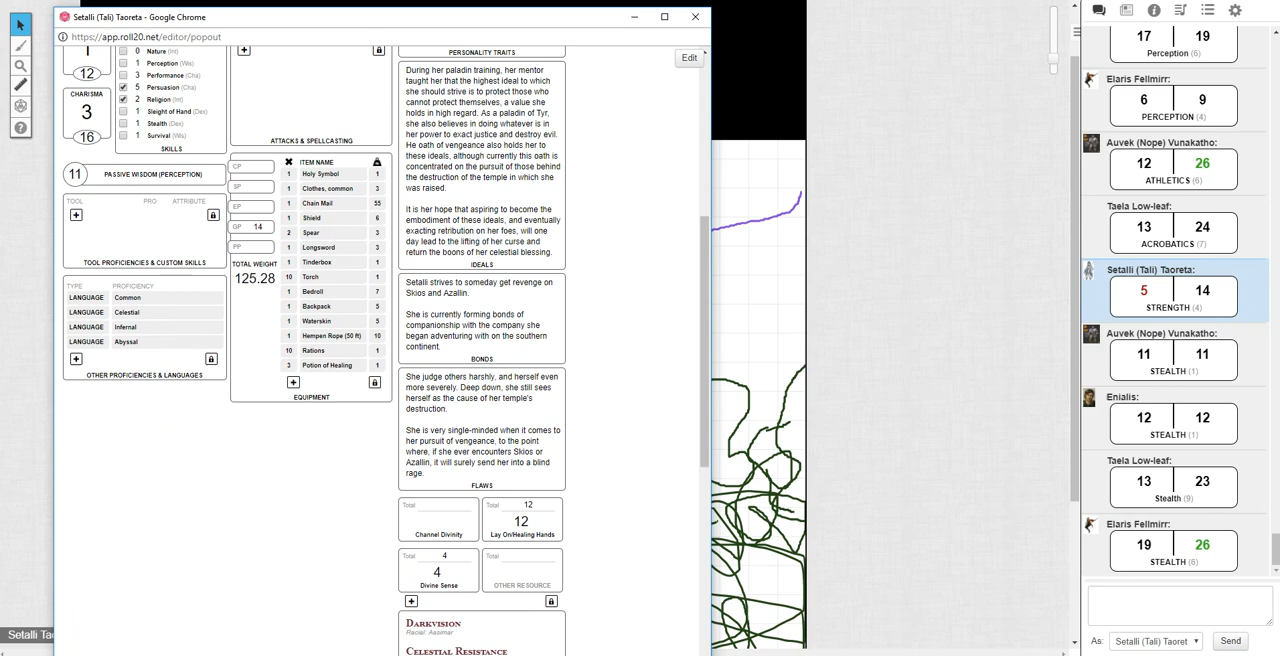 Setalli (Tali) Taoreta - Google Chrome
https://app.roll20.net/editor/popout
Edit
12
CHARISMA
3
16
0 Nature (Int)
1 Perception (Wis)
3 Performance (Cha)
5 Persuasion (Cha)
2 Religion (Int)
1 Sleight of Hand (Dex)
1 Stealth (Dex)
1 Survival (Wis)
SKILLS
11 PASSIVE WISDOM (PERCEPTION)
TOOL PRO ATTRIBUTE
TOOL PROFICIENCIES & CUSTOM SKILLS
TYPE PROFICIENCY
LANGUAGE Common
LANGUAGE Celestial
LANGUAGE Infernal
LANGUAGE Abyssal
OTHER PROFICIENCIES & LANGUAGES
ATTACKS & SPELLCASTING
CP
SP
EP
GP 14
PP
TOTAL WEIGHT
125.28
ITEM NAME
1 Holy Symbol 1
1 Clothes, common 3
1 Chain Mail 55
1 Shield 6
2 Spear 3
1 Longsword 3
1 Tinderbox 1
10 Torch 1
1 Bedroll 7
1 Backpack 5
1 Waterskin 5
1 Hempen Rope (50 ft) 10
10 Rations 1
3 Potion of Healing 1
EQUIPMENT
PERSONALITY TRAITS
During her paladin training, her mentor
taught her that the highest ideal to which
she should strive is to protect those who
cannot protect themselves, a value she
holds in high regard. As a paladin of Tyr,
she also believes in doing whatever is in
her power to exact justice and destroy evil.
He oath of vengeance also holds her to
these ideals, although currently this oath is
concentrated on the pursuit of those behind
the destruction of the temple in which she
was raised.
It is her hope that aspiring to become the
embodiment of these ideals, and eventually
exacting retribution on her foes, will one
day lead to the lifting of her curse and
return the boons of her celestial blessing.
IDEALS
Setalli strives to someday get revenge on
Skios and Azallin.
She is currently forming bonds of
companionship with the company she
began adventuring with on the southern
continent.
BONDS
She judge others harshly, and herself even
more severely. Deep down, she still sees
herself as the cause of her temple's
destruction.
She is very single-minded when it comes to
her pursuit of vengeance, to the point
where, if she ever encounters Skios or
Azallin, it will surely send her into a blind
rage.
FLAWS
Total
Channel Divinity
Total 12
12
Lay On/Healing Hands
Total 4
4
Divine Sense
Total
OTHER RESOURCE
DARKVISION
Racial: Assimar
CELESTIAL RESISTANCE
Setalli Tao
17 19
Perception (6)
Elaris Fellmirr:
6 9
PERCEPTION (4)
Auvek (Nope) Vunakatho:
12 26
ATHLETICS (6)
Taela Low-leaf:
13 24
ACROBATICS (7)
Setalli (Tali) Taoreta:
5 14
STRENGTH (4)
Auvek (Nope) Vunakatho:
11 11
STEALTH (1)
Enialis:
12 12
STEALTH (1)
Taela Low-leaf:
13 23
Stealth (9)
Elaris Fellmirr:
19 26
STEALTH (6)
As: Setalli (Tali) Taoret
Send